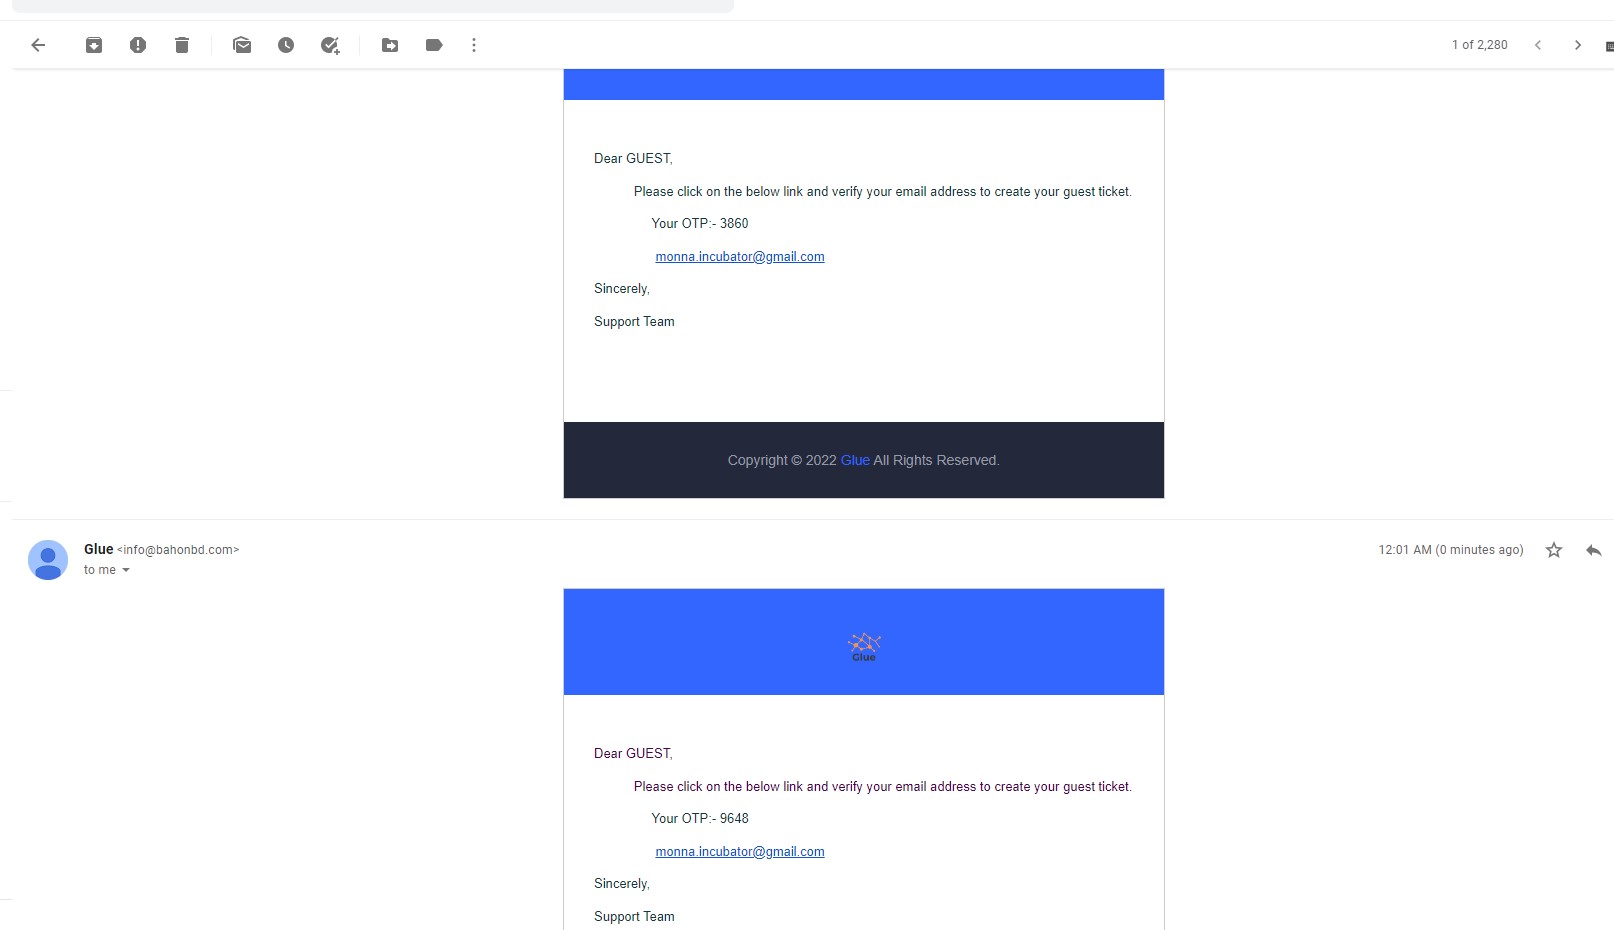 1 of 2,280
Dear GUEST,
Please click on the below link and verify your email address to create your guest ticket.
Your OTP:- 3860
monna.incubator@gmail.com
Sincerely,
Support Team
Copyright © 2022 Glue All Rights Reserved.
Glue <info@bahonbd.com>
12:01 AM (0 minutes ago)
to me
Glue
Dear GUEST,
Please click on the below link and verify your email address to create your guest ticket.
Your OTP:- 9648
monna.incubator@gmail.com
Sincerely,
Support Team